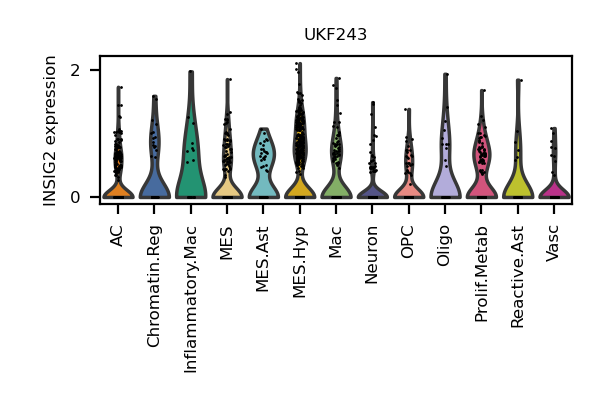 UKF243
INSIG2 expression
2
0
AC
Chromatin.Reg
Inflammatory.Mac
MES
MES.Ast
MES.Hyp
Mac
Neuron
OPC
Oligo
Prolif.Metab
Reactive.Ast
Vasc